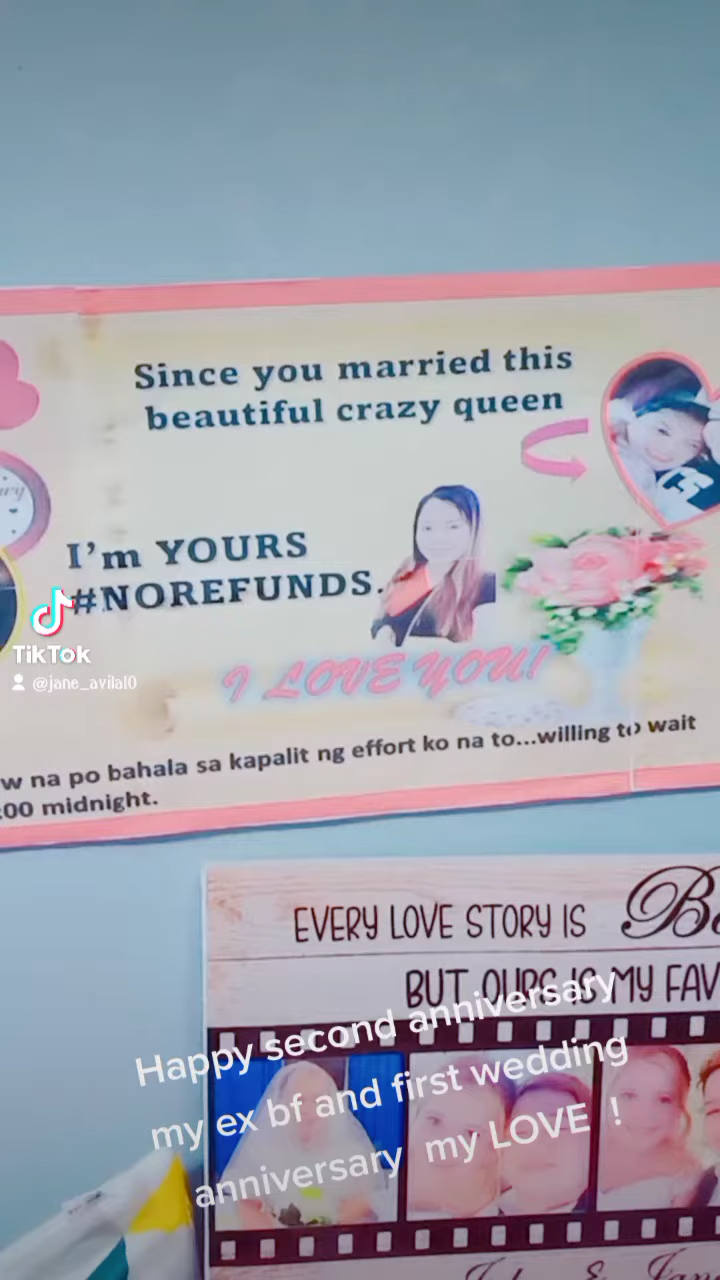 Since you married this
beautiful crazy queen
I'm YOURS
#NOREFUNDS.
I LOVE YOU!
w na po bahala sa kapalit ng effort ko na to...willing to wait
:00 midnight.
TikTok
@jane_avila10
EVERY LOVE STORY IS
BUT OURS IS MY FAV
Happy second anniversary
my ex bf and first wedding
anniversary my LOVE !